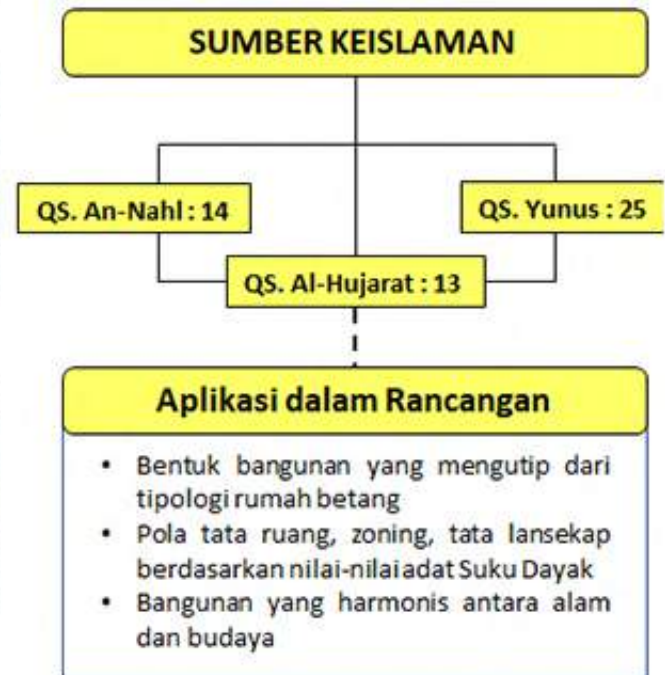 SUMBER KEISLAMAN
QS. An-Nahl : 14
QS. Yunus : 25
QS. Al-Hujarat : 13
Aplikasi dalam Rancangan
• Bentuk bangunan yang mengutip dari
tipologi rumah betang
• Pola tata ruang, zoning, tata lansekap
berdasarkan nilai-nilai adat Suku Dayak
• Bangunan yang harmonis antara alam
dan budaya